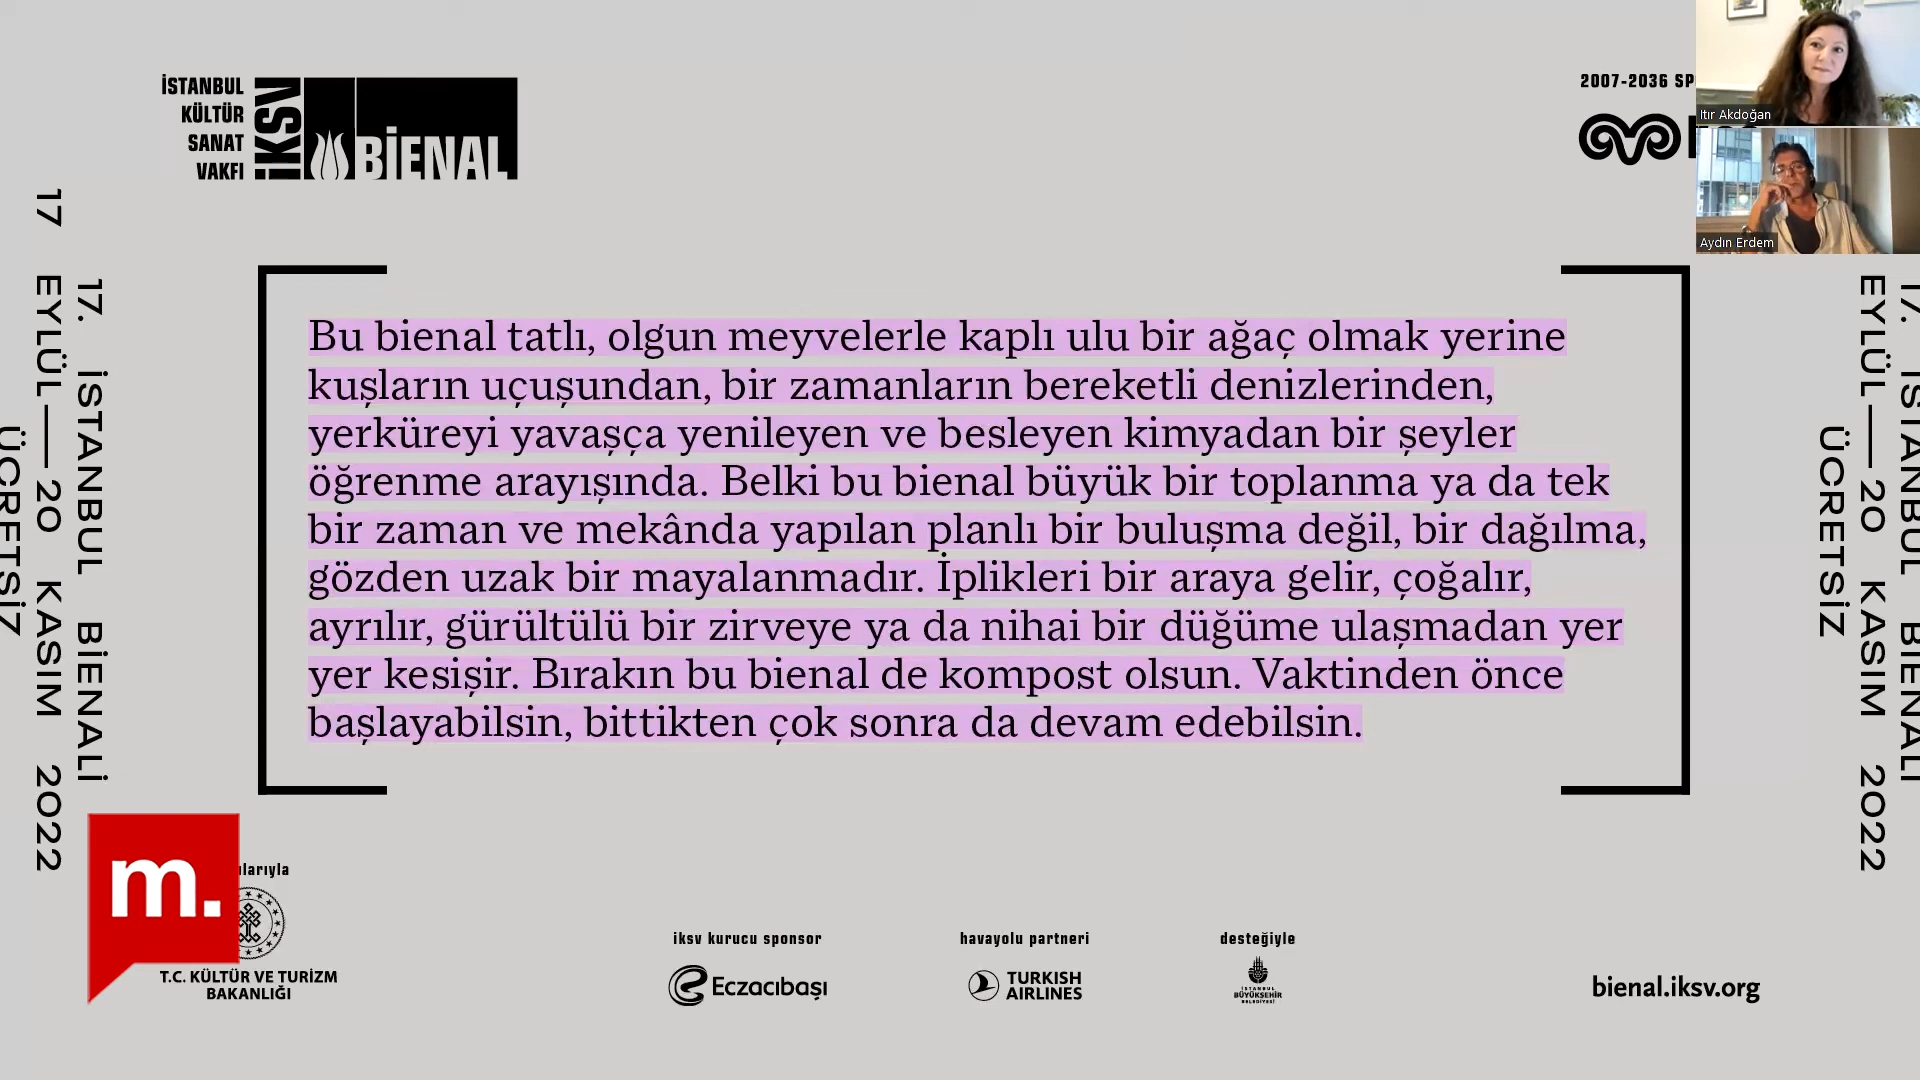 İSTANBUL
KÜLTÜR
SANAT
VAKFI
İKSV
BİENAL
2007-2036
Itır Akdoğan
Aydın Erdem
17. İSTANBUL BİENALİ
17 EYLÜL—20 KASIM 2022
ÜCRETSİZ
Bu bienal tatlı, olgun meyvelerle kaplı ulu bir ağaç olmak yerine
kuşların uçuşundan, bir zamanların bereketli denizlerinden,
yerküreyi yavaşça yenileyen ve besleyen kimyadan bir şeyler
öğrenme arayışında. Belki bu bienal büyük bir toplanma ya da tek
bir zaman ve mekânda yapılan planlı bir buluşma değil, bir dağılma,
gözden uzak bir mayalanmadır. İplikleri bir araya gelir, çoğalır,
ayrılır, gürültülü bir zirveye ya da nihai bir düğüme ulaşmadan yer
yer kesişir. Bırakın bu bienal de kompost olsun. Vaktinden önce
başlayabilsin, bittikten çok sonra da devam edebilsin.
17. İSTANBUL BİENALİ
EYLÜL—20 KASIM 2022
ÜCRETSİZ
m.
T.C. KÜLTÜR VE TURİZM
BAKANLIĞI
iksv kurucu sponsor
Eczacıbaşı
havayolu partneri
TURKISH
AIRLINES
desteğiyle
İSTANBUL
BÜYÜKŞEHİR
BELEDİYESİ
bienal.iksv.org